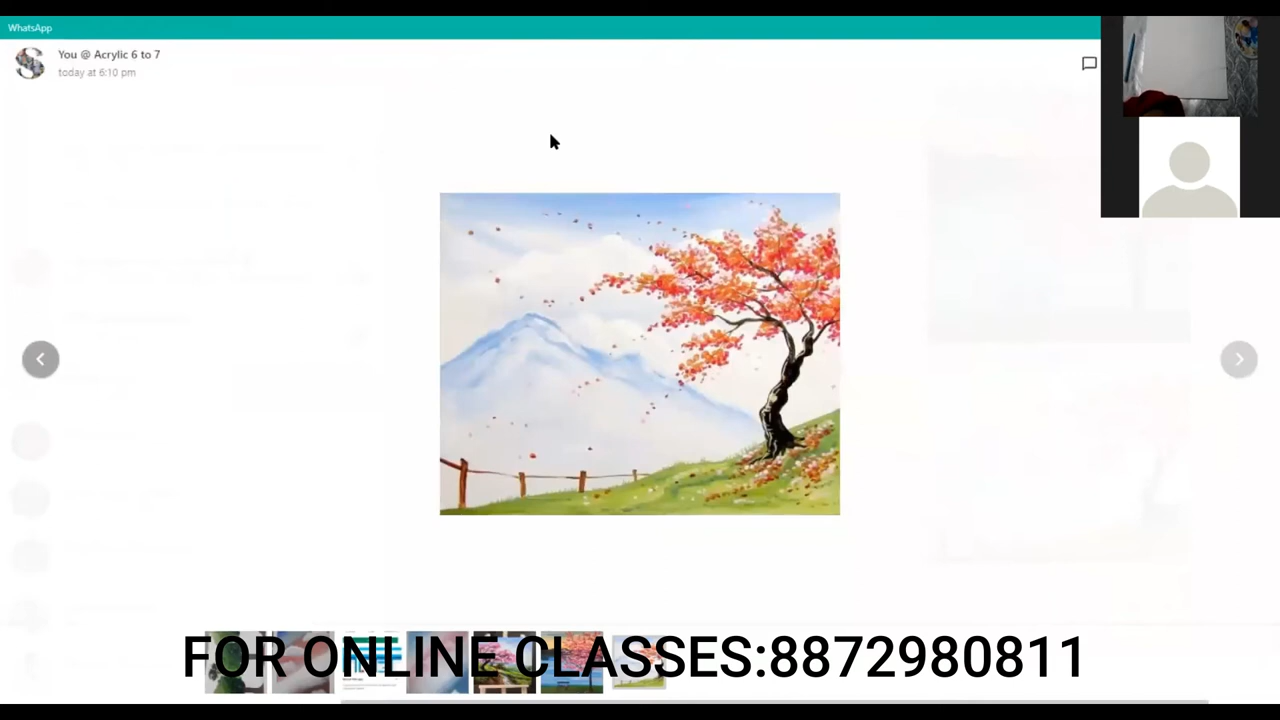 WhatsApp
You @ Acrylic 6 to 7
today at 6:10 pm
FOR ONLINE CLASSES:8872980811